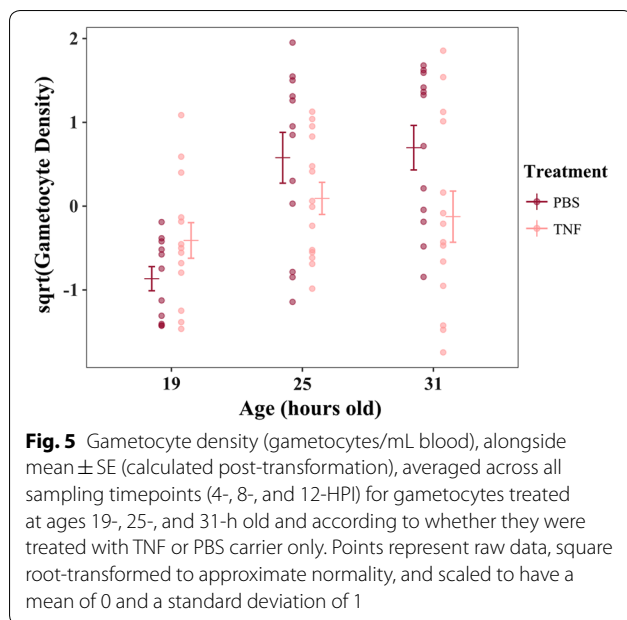 2
1
0
-1
sqrt(Gametocyte Density)
19
25
31
Age (hours old)
Treatment
PBS
TNF
Fig. 5 Gametocyte density (gametocytes/mL blood), alongside
mean ± SE (calculated post-transformation), averaged across all
sampling timepoints (4-, 8-, and 12-HPI) for gametocytes treated
at ages 19-, 25-, and 31-h old and according to whether they were
treated with TNF or PBS carrier only. Points represent raw data, square
root-transformed to approximate normality, and scaled to have a
mean of 0 and a standard deviation of 1